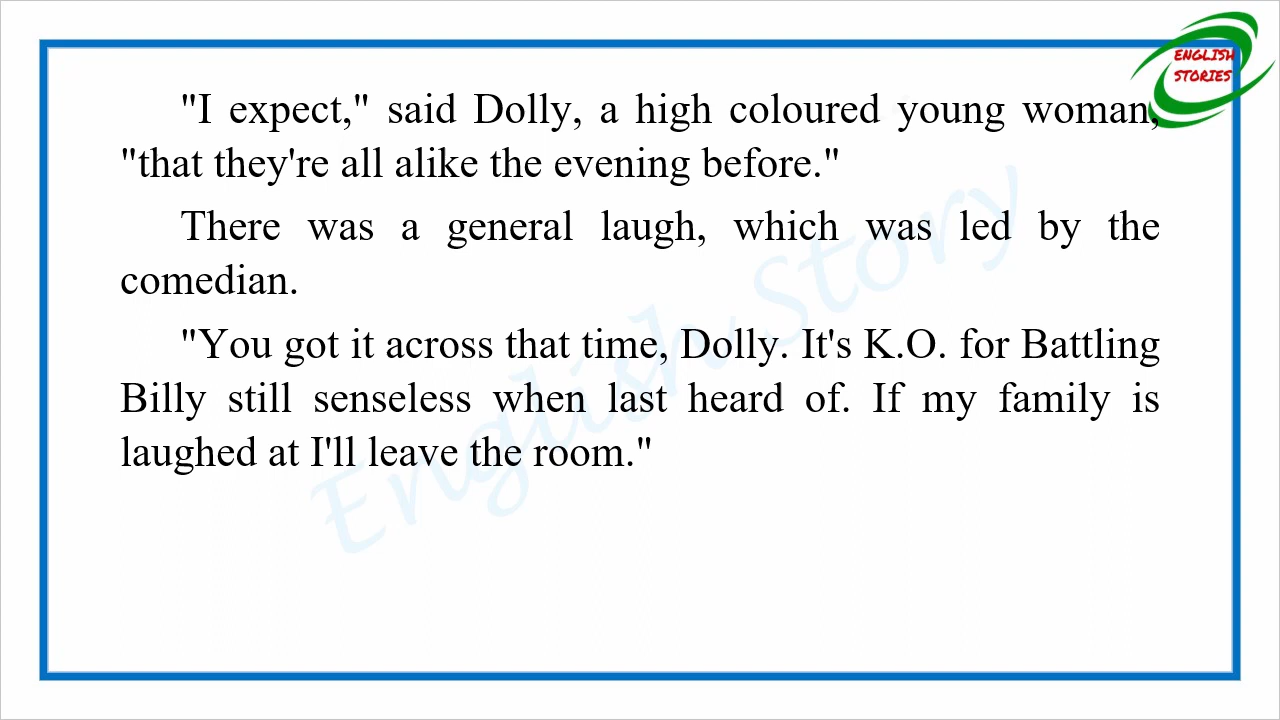 ENGLISH
STORIES
"I expect," said Dolly, a high coloured young woman,
"that they're all alike the evening before."
There was a general laugh, which was led by the
comedian.
"You got it across that time, Dolly. It's K.O. for Battling
Billy still senseless when last heard of. If my family is
laughed at I'll leave the room."
English Story